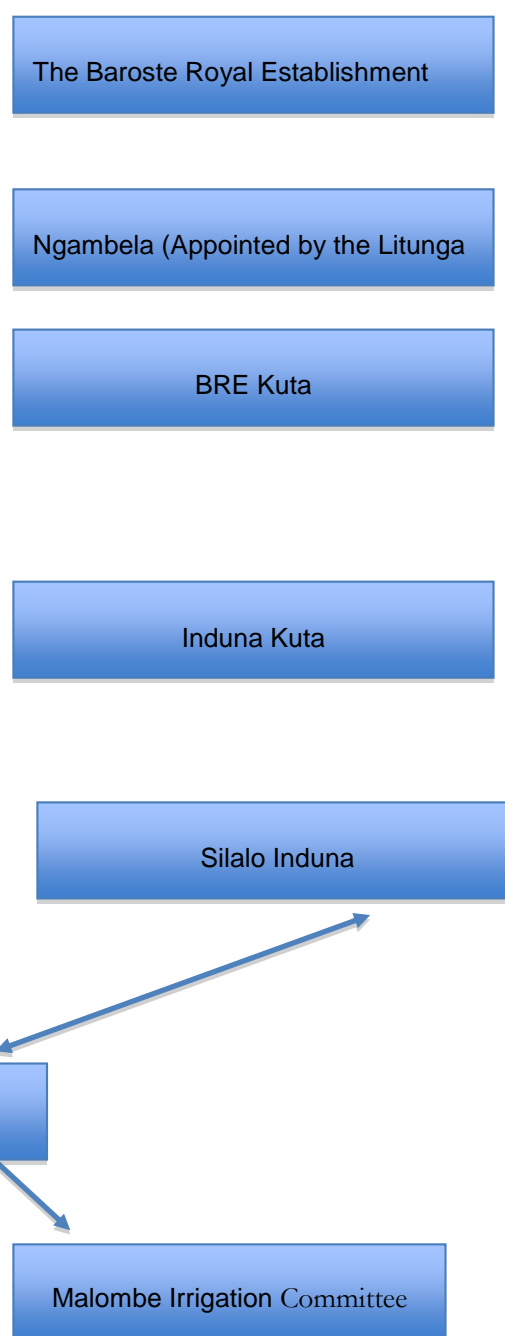 The Baroste Royal Establishment
Ngambela (Appointed by the Litunga
BRE Kuta
Induna Kuta
Silalo Induna
Malombe Irrigation Committee